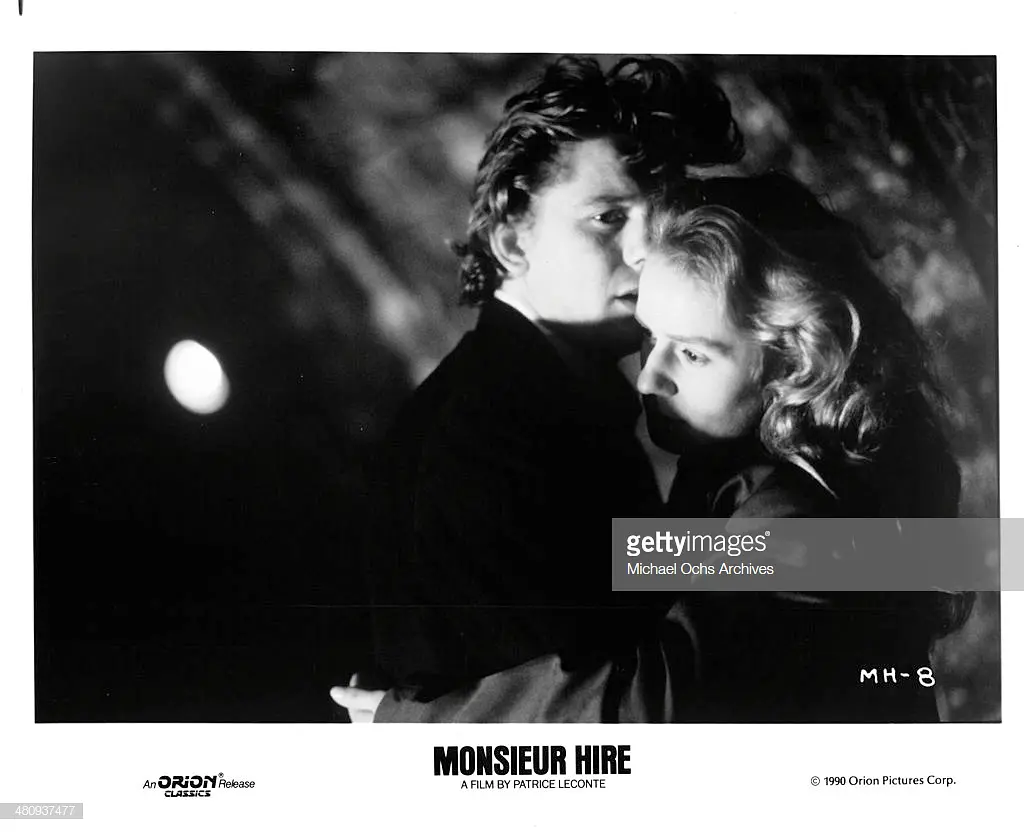 gettyimages®
Michael Ochs Archives
MH-8
MONSIEUR HIRE
A FILM BY PATRICE LECONTE
An ORION® Release
CLASSICS
© 1990 Orion Pictures Corp.
480937477